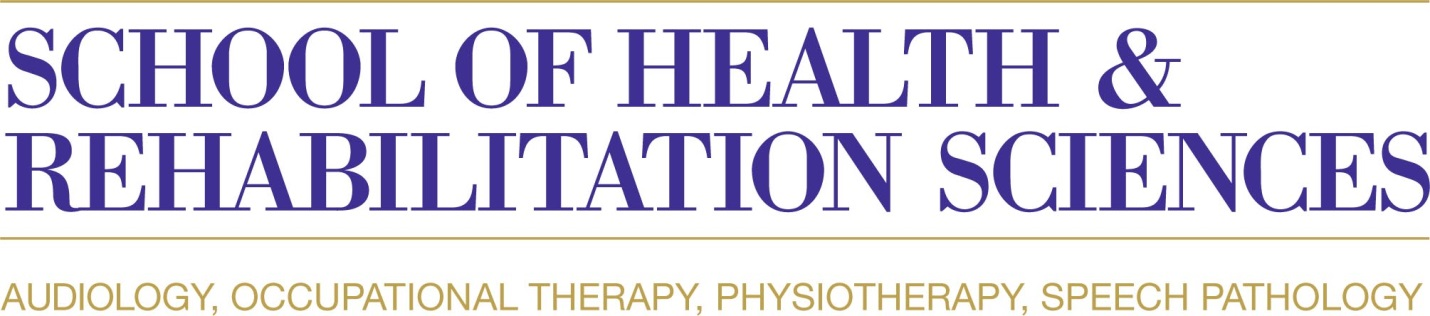 SCHOOL OF HEALTH &
REHABILITATION SCIENCES
AUDIOLOGY, OCCUPATIONAL THERAPY, PHYSIOTHERAPY, SPEECH PATHOLOGY